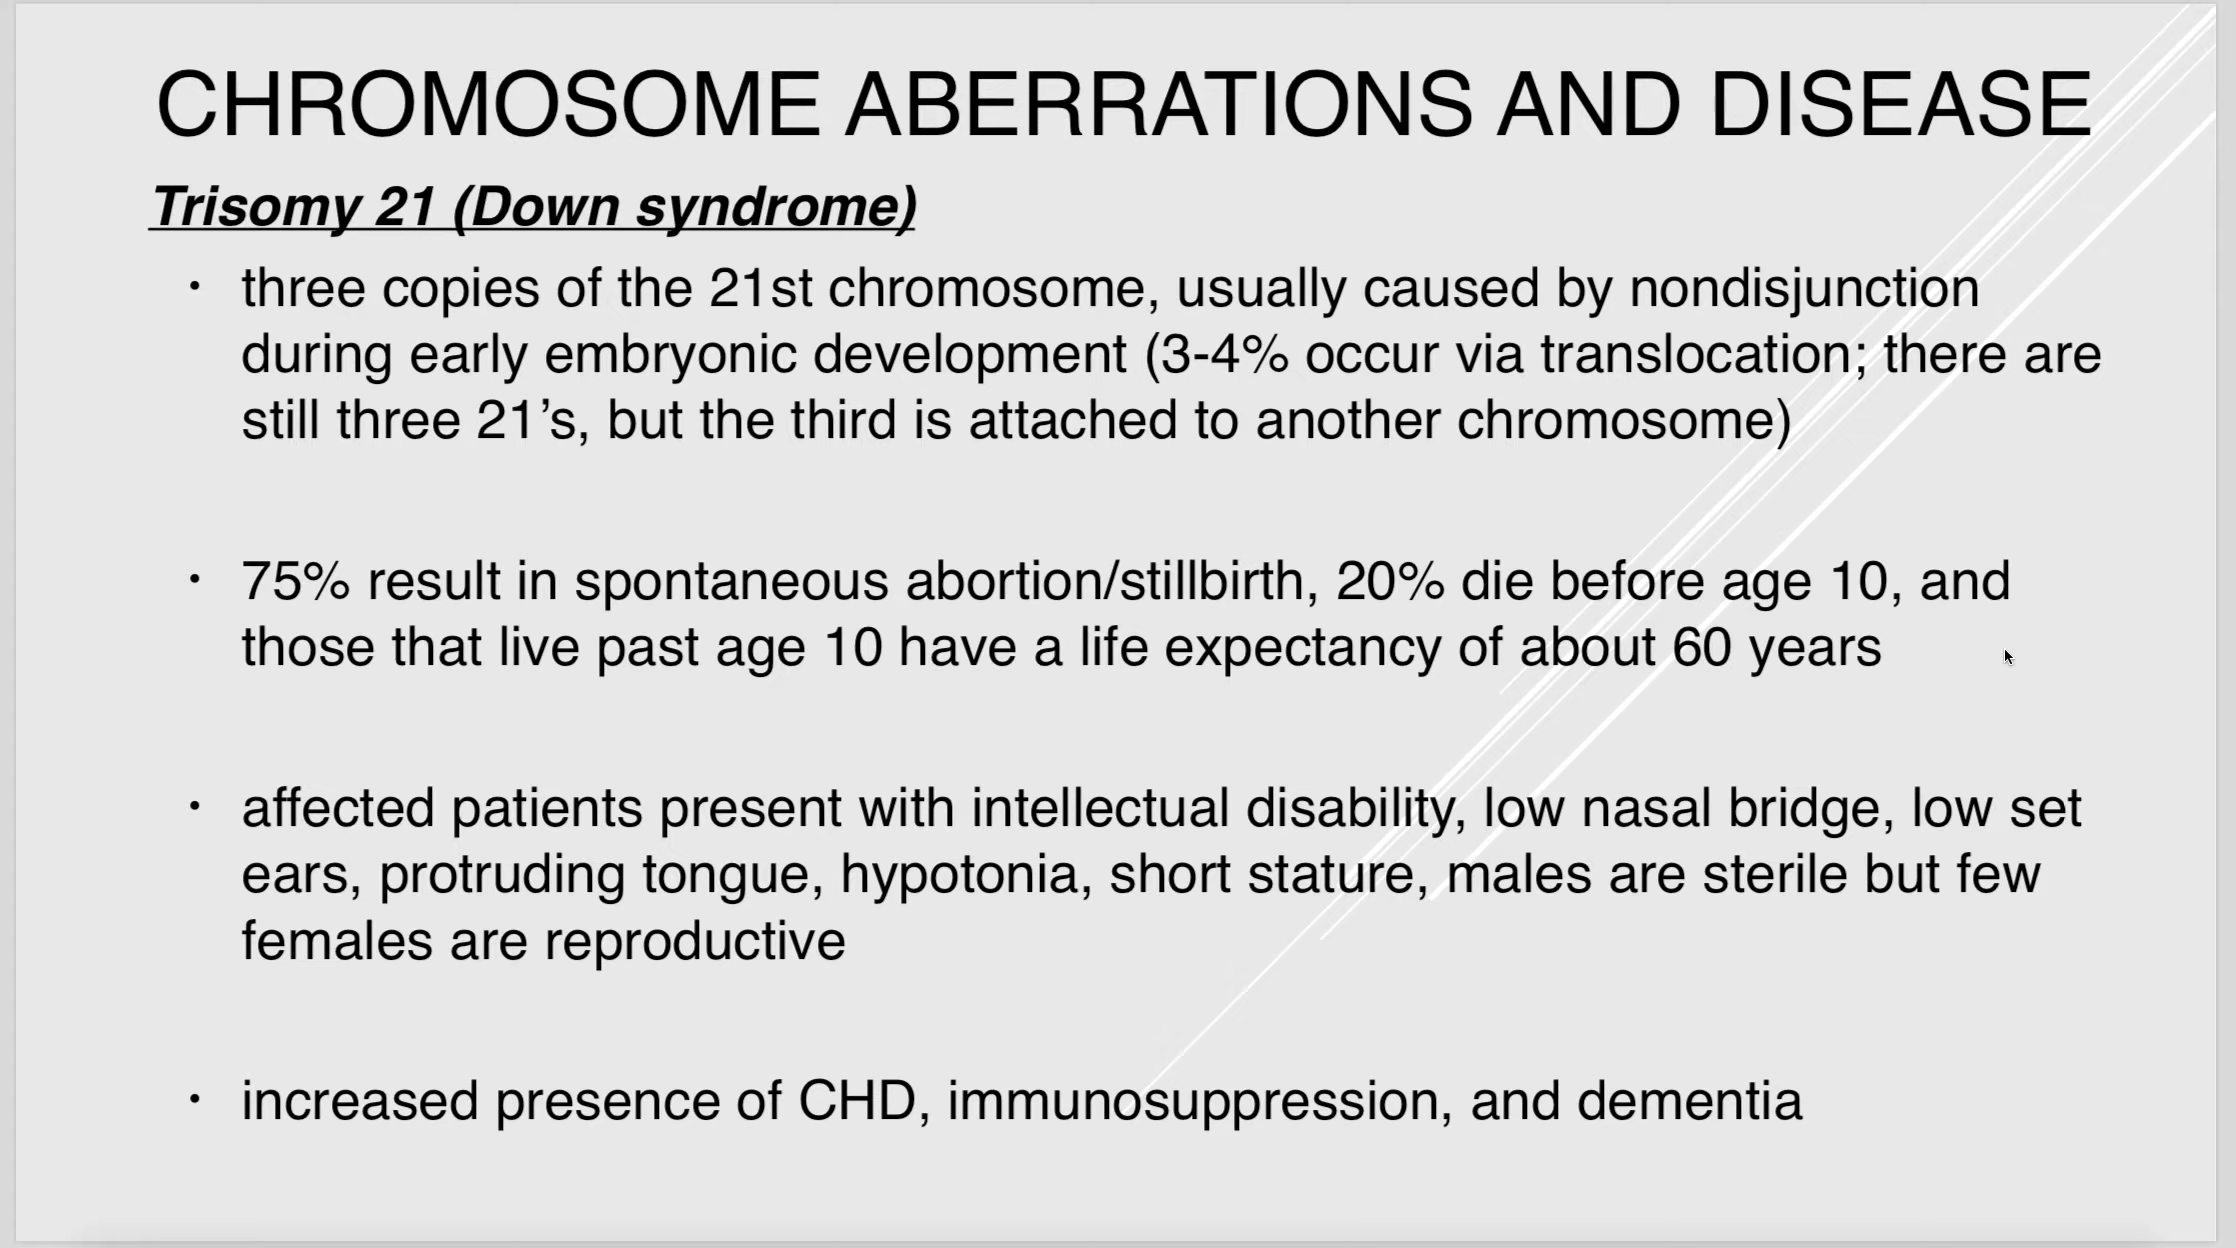 CHROMOSOME ABERRATIONS AND DISEASE
Trisomy 21 (Down syndrome)
• three copies of the 21st chromosome, usually caused by nondisjunction
during early embryonic development (3-4% occur via translocation; there are
still three 21’s, but the third is attached to another chromosome)
• 75% result in spontaneous abortion/stillbirth, 20% die before age 10, and
those that live past age 10 have a life expectancy of about 60 years
• affected patients present with intellectual disability, low nasal bridge, low set
ears, protruding tongue, hypotonia, short stature, males are sterile but few
females are reproductive
• increased presence of CHD, immunosuppression, and dementia